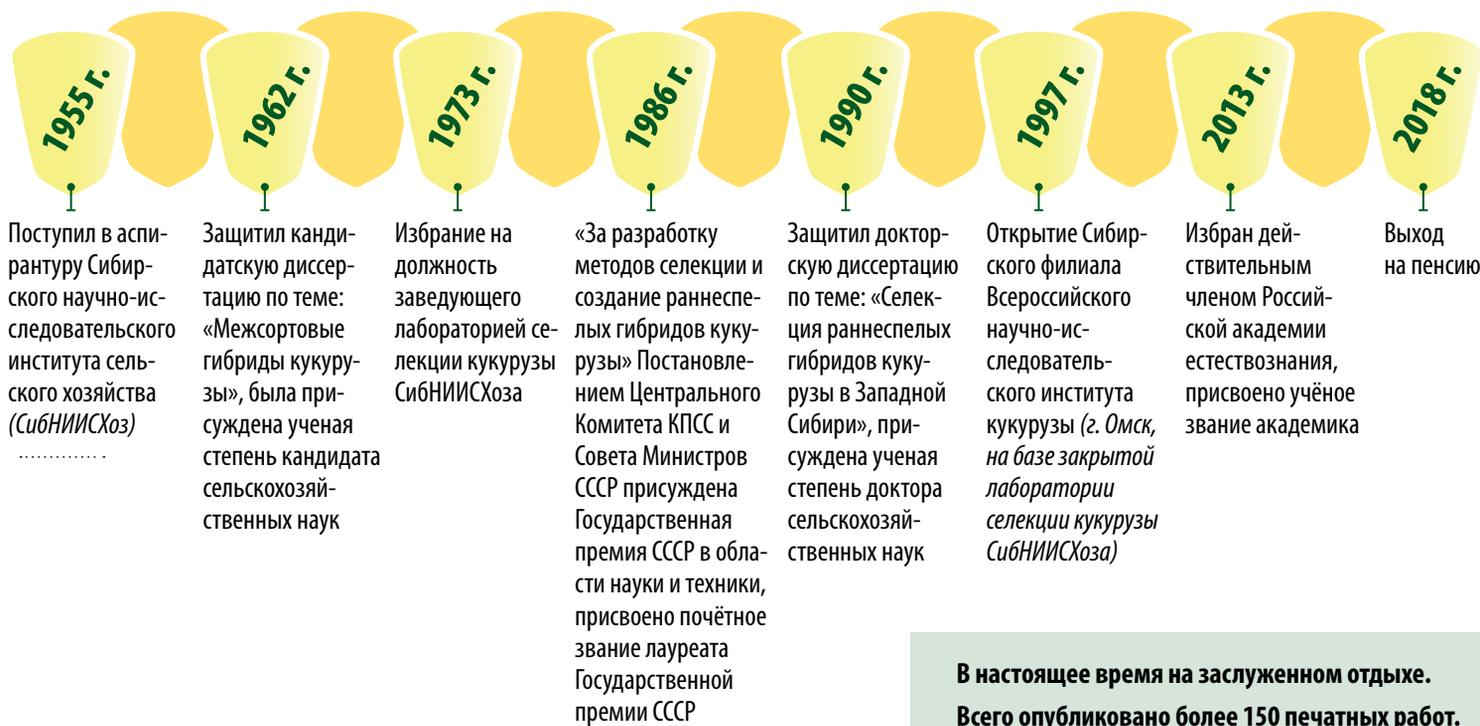 1955 г.
Поступил в аспи-
рантуру Сибир-
ского научно-ис-
следовательского
института сель-
ского хозяйства
(СибНИИСХоз)
1962 г.
Защитил канди-
датскую диссер-
тацию по теме:
«Межсортовые
гибриды кукуру-
зы», была при-
суждена ученая
степень кандидата
сельскохозяй-
ственных наук
1973 г.
Избрание на
должность
заведующего
лабораторией се-
лекции кукурузы
СибНИИСХоза
1986 г.
«За разработку
методов селекции и
создание раннеспе-
лых гибридов куку-
рузы» Постановле-
нием Центрального
Комитета КПСС и
Совета Министров
СССР присуждена
Государственная
премия СССР в обла-
сти науки и техники,
присвоено почётное
звание лауреата
Государственной
премии СССР
1990 г.
Защитил доктор-
скую диссертацию
по теме: «Селек-
ция раннеспелых
гибридов куку-
рузы в Западной
Сибири», при-
суждена ученая
степень доктора
сельскохозяй-
ственных наук
1997 г.
Открытие Сибир-
ского филиала
Всероссийского
научно-ис-
следователь-
ского института
кукурузы (г. Омск,
на базе закрытой
лаборатории
селекции кукурузы
СибНИИСХоза)
2013 г.
Избран дей-
ствительным
членом Россий-
ской академии
естествознания,
присвоено учёное
звание академика
2018 г.
Выход
на пенсию
В настоящее время на заслуженном отдыхе.
Всего опубликовано более 150 печатных работ.